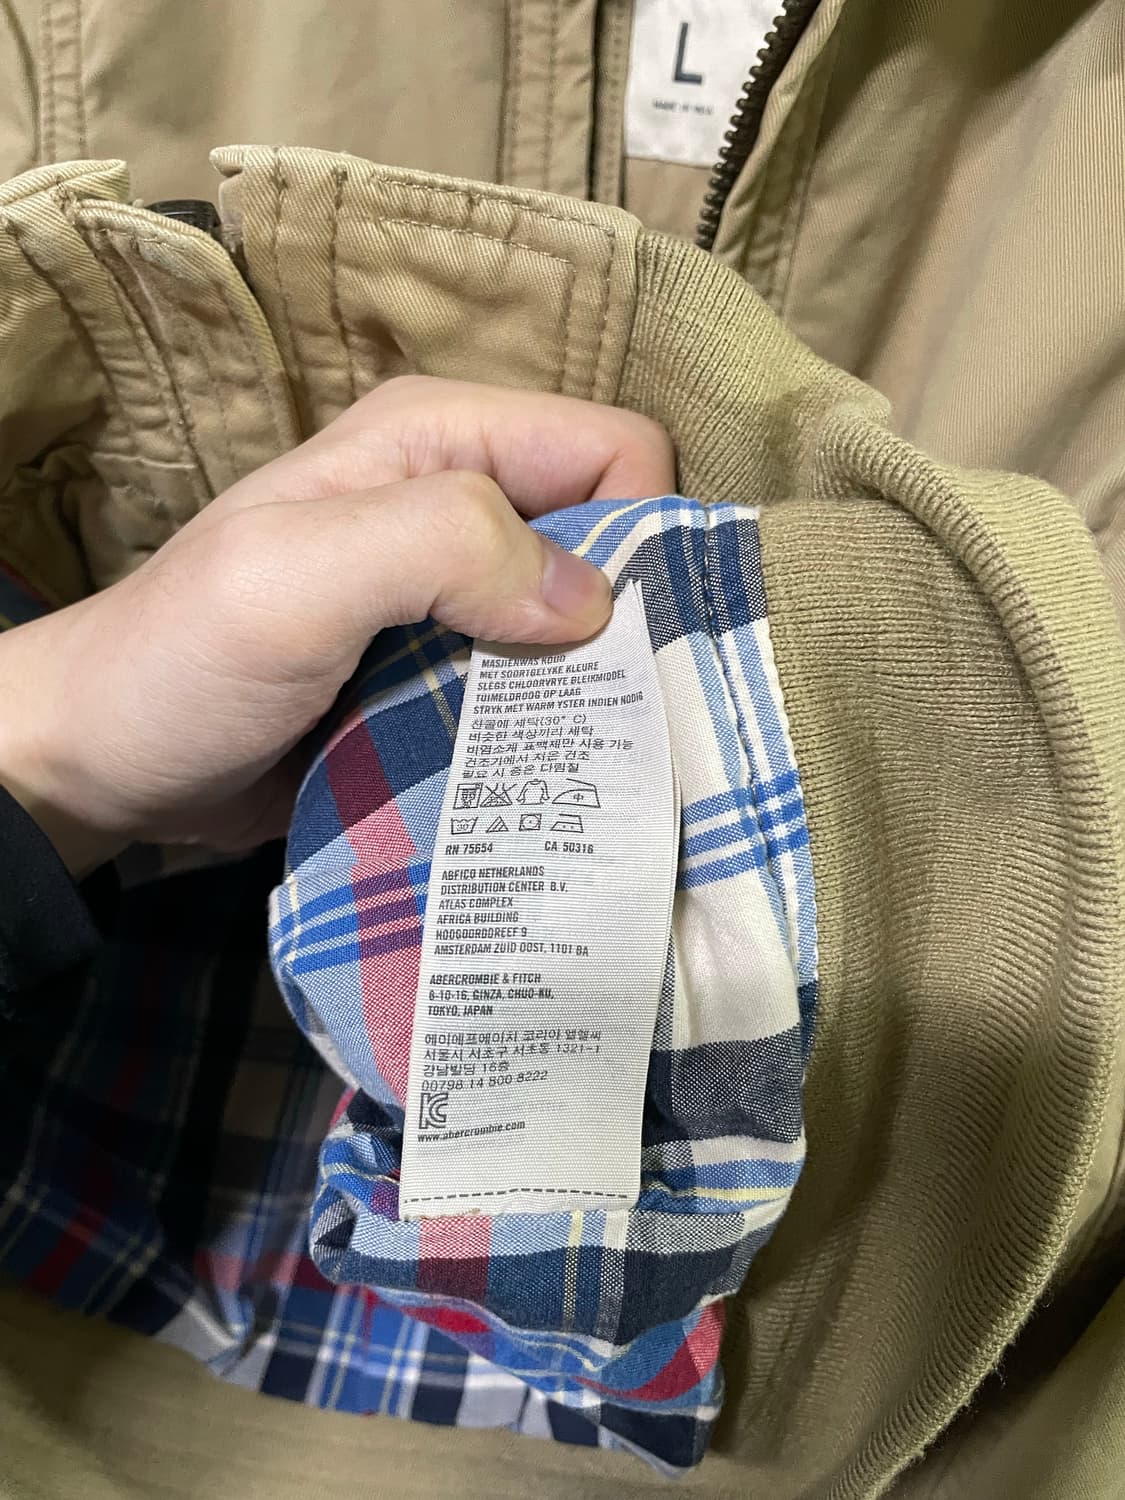 L
MASJIENWAS KOUD
MET SOORTGELYKE KLEURE
SLEGS CHLOORVRYE BLEIKMIDDEL
TUIMELDROOG OP LAAG
STRYK MET WARM YSTER INDIEN NODIG
찬물에 세탁(30° C)
비슷한 색상끼리 세탁
비염소계 표백제만 사용 가능
건조기에서 저온 건조
필요 시 중온 다림질
中
30
RN 75654 CA 50316
ABFICO NETHERLANDS
DISTRIBUTION CENTER B.V.
ATLAS COMPLEX
AFRICA BUILDING
HOOGOORDDREEF 9
AMSTERDAM ZUID OOST, 1101 BA
ABERCROMBIE & FITCH
6-10-16, GINZA, CHUO-KU,
TOKYO, JAPAN
에이에프에이치 코리아 엘엘씨
서울시 서초구 서초동 1321-1
강남빌딩 16층
00798 14 800 8222
www.abercrombie.com